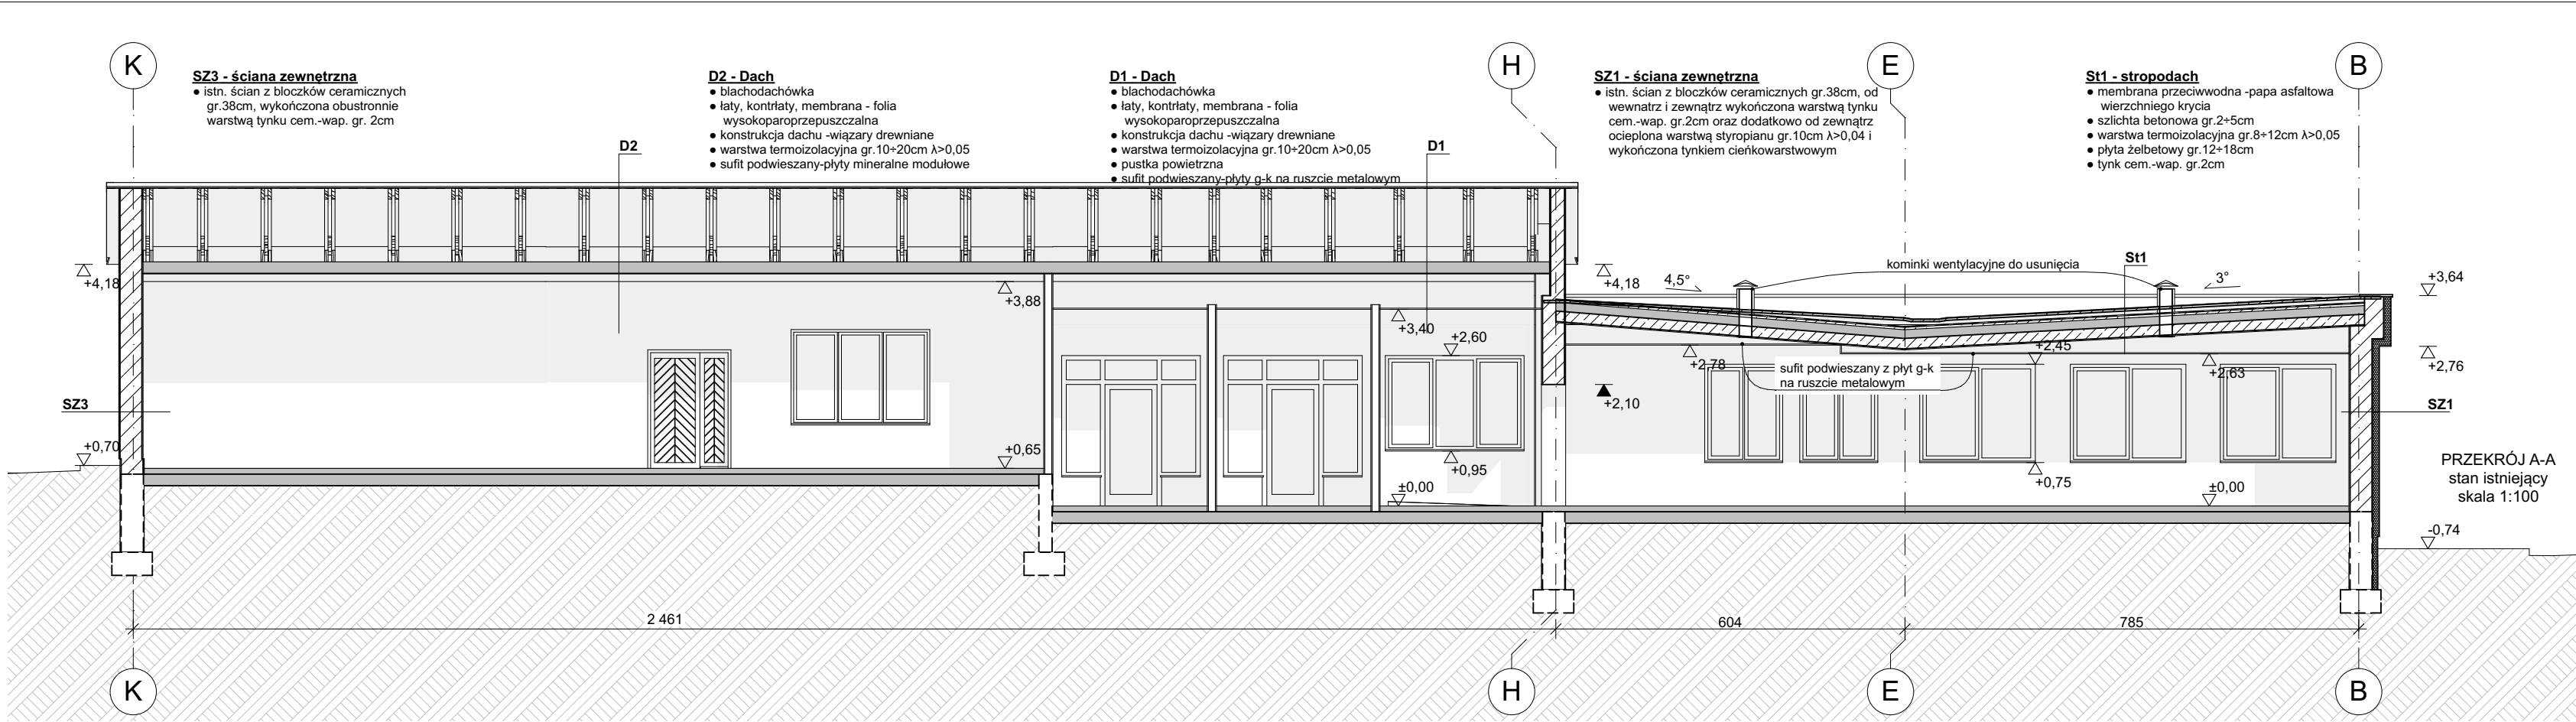 K
H
E
B
SZ3 - ściana zewnętrzna
● istn. ścian z bloczków ceramicznych
gr.38cm, wykończona obustronnie
warstwą tynku cem.-wap. gr. 2cm
D2 - Dach
● blachodachówka
● łaty, kontrłaty, membrana - folia
wysokoparoprzepuszczalna
● konstrukcja dachu -wiązary drewniane
● warstwa termoizolacyjna gr.10÷20cm λ>0,05
● sufit podwieszany-płyty mineralne modułowe
D1 - Dach
● blachodachówka
● łaty, kontrłaty, membrana - folia
wysokoparoprzepuszczalna
● konstrukcja dachu -wiązary drewniane
● warstwa termoizolacyjna gr.10÷20cm λ>0,05
● pustka powietrzna
● sufit podwieszany-płyty g-k na ruszcie metalowym
SZ1 - ściana zewnętrzna
● istn. ścian z bloczków ceramicznych gr.38cm, od
wewnatrz i zewnątrz wykończona warstwą tynku
cem.-wap. gr.2cm oraz dodatkowo od zewnątrz
ocieplona warstwą styropianu gr.10cm λ>0,04 i
wykończona tynkiem cieńkowarstwowym
St1 - stropodach
● membrana przeciwwodna -papa asfaltowa
wierzchniego krycia
● szlichta betonowa gr.2÷5cm
● warstwa termoizolacyjna gr.8÷12cm λ>0,05
● płyta żelbetowy gr.12÷18cm
● tynk cem.-wap. gr.2cm
D2
D1
St1
kominki wentylacyjne do usunięcia
+4,18
+3,88
+3,40
+2,60
+4,18
4,5°
3°
+3,64
+2,78
sufit podwieszany z płyt g-k
na ruszcie metalowym
+2,45
+2,63
+2,76
SZ3
+2,10
SZ1
+0,70
+0,65
+0,95
±0,00
+0,75
±0,00
PRZEKRÓJ A-A
stan istniejący
skala 1:100
-0,74
2 461
604
785
K
H
E
B